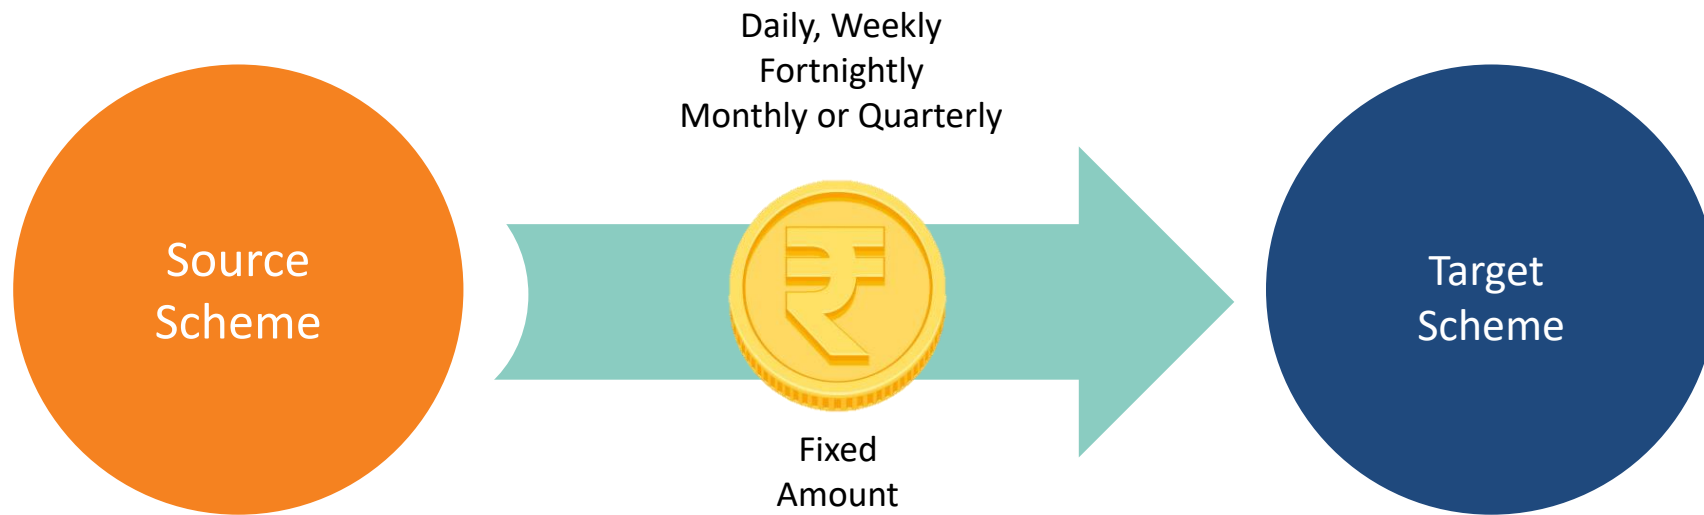 Daily, Weekly
Fortnightly
Monthly or Quarterly
Source
Scheme
₹
Target
Scheme
Fixed
Amount